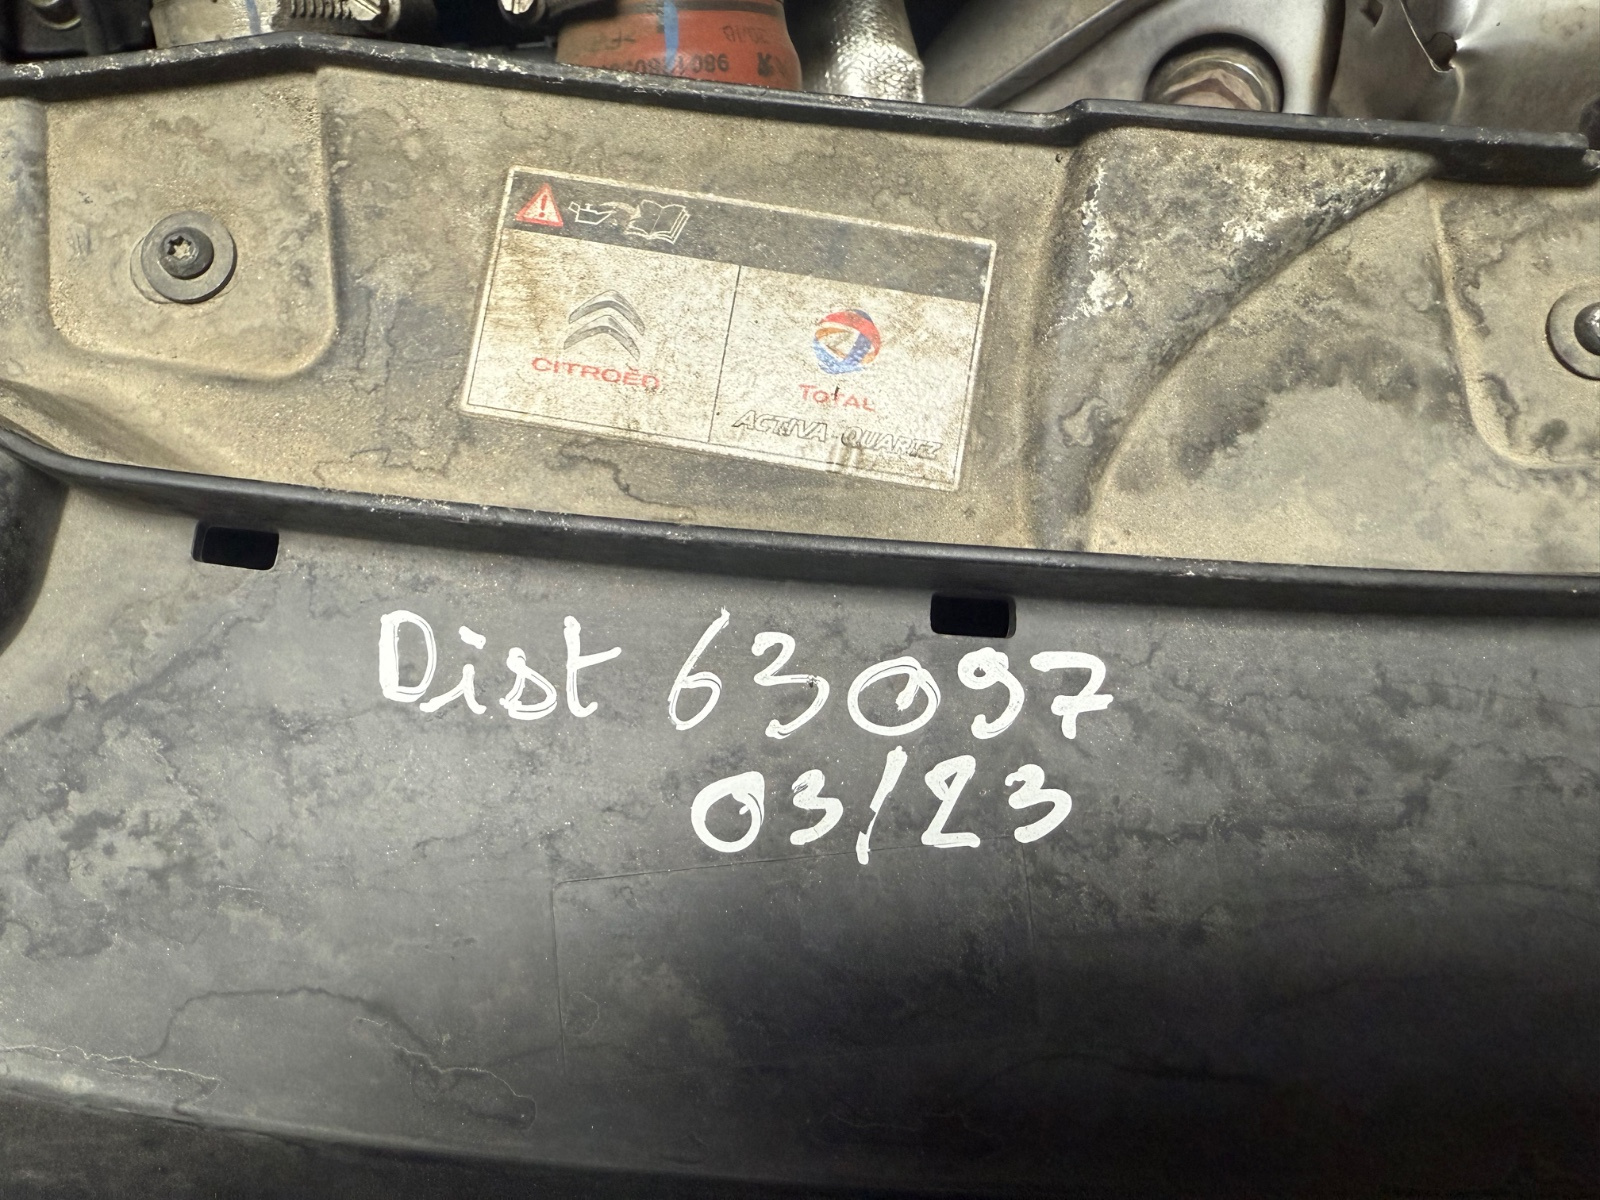 CITROËN
TOTAL
ACTIVA-QUARTZ
Dist 63097
03/23